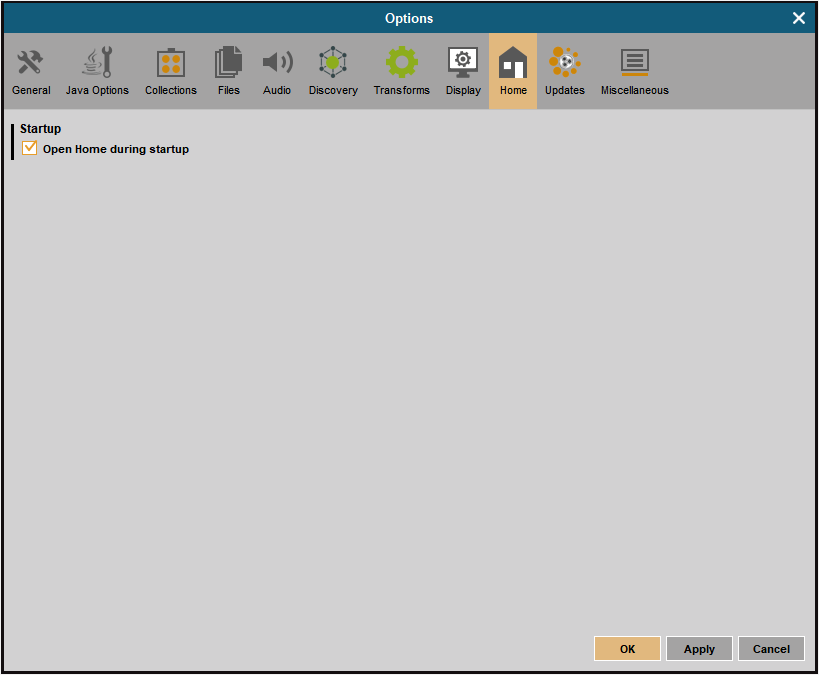 Options
General Java Options Collections Files Audio Discovery Transforms Display Home Updates Miscellaneous
Startup
Open Home during startup
OK Apply Cancel